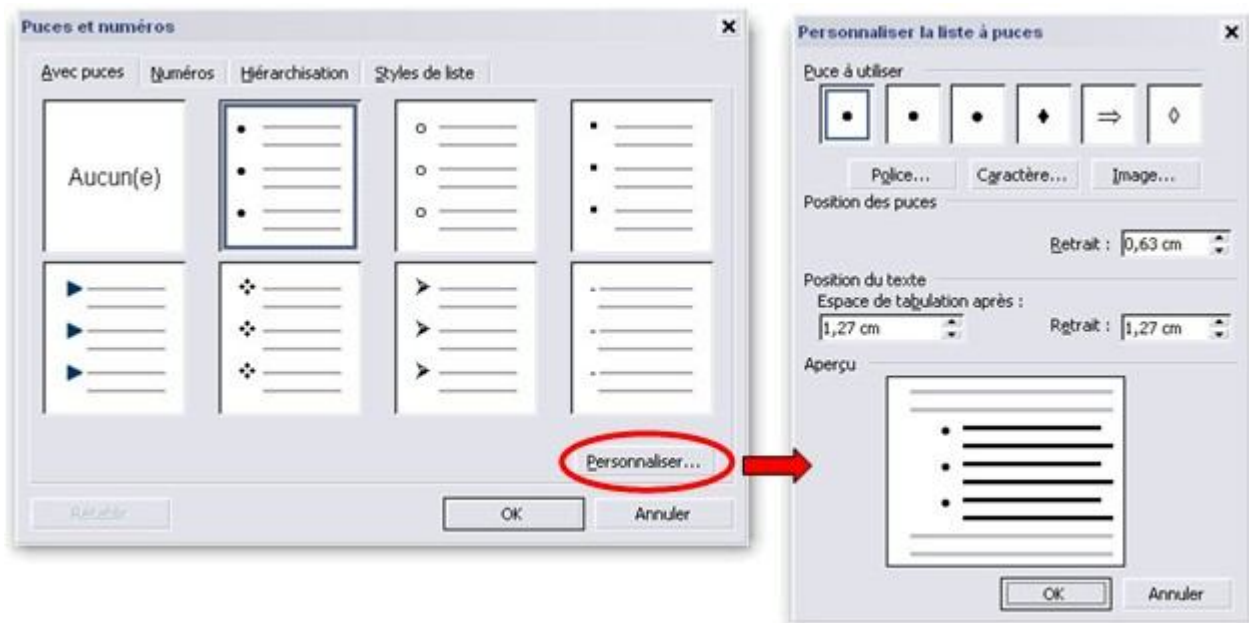 Puces et numéros
Avec puces Numéros Hiérarchisation Styles de liste
Aucun(e)
Personnaliser...
Rétablir
OK Annuler
Personnaliser la liste à puces
Puce à utiliser
Police... Caractère... Image...
Position des puces
Retrait : 0,63 cm
Position du texte
Espace de tabulation après :
1,27 cm Retrait : 1,27 cm
Aperçu
OK Annuler